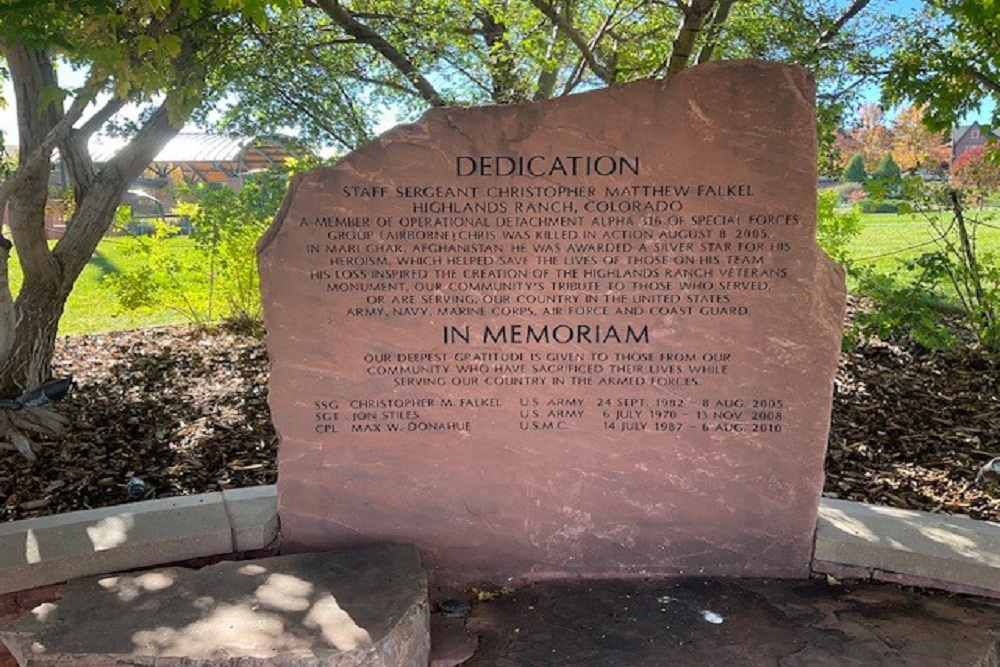 DEDICATION
STAFF SERGEANT CHRISTOPHER MATTHEW FALKEL
HIGHLANDS RANCH, COLORADO
A MEMBER OF OPERATIONAL DETACHMENT ALPHA 316 OF SPECIAL FORCES
GROUP (AIRBORNE) CHRIS WAS KILLED IN ACTION AUGUST 8 2005,
IN MARI GHAR, AFGHANISTAN HE WAS AWARDED A SILVER STAR FOR HIS
HEROISM, WHICH HELPED SAVE THE LIVES OF THOSE ON HIS TEAM
HIS LOSS INSPIRED THE CREATION OF THE HIGHLANDS RANCH VETERANS
MONUMENT, OUR COMMUNITY'S TRIBUTE TO THOSE WHO SERVED,
OR ARE SERVING, OUR COUNTRY IN THE UNITED STATES
ARMY, NAVY, MARINE CORPS, AIR FORCE AND COAST GUARD.
IN MEMORIAM
OUR DEEPEST GRATITUDE IS GIVEN TO THOSE FROM OUR
COMMUNITY WHO HAVE SACRIFICED THEIR LIVES WHILE
SERVING OUR COUNTRY IN THE ARMED FORCES.
SSG CHRISTOPHER M. FALKEL U.S. ARMY 24 SEPT. 1982 - 8 AUG. 2005
SGT JON STILES U.S. ARMY 6 JULY 1970 - 13 NOV. 2008
CPL MAX W. DONAHUE U.S.M.C. 14 JULY 1987 - 6 AUG. 2010